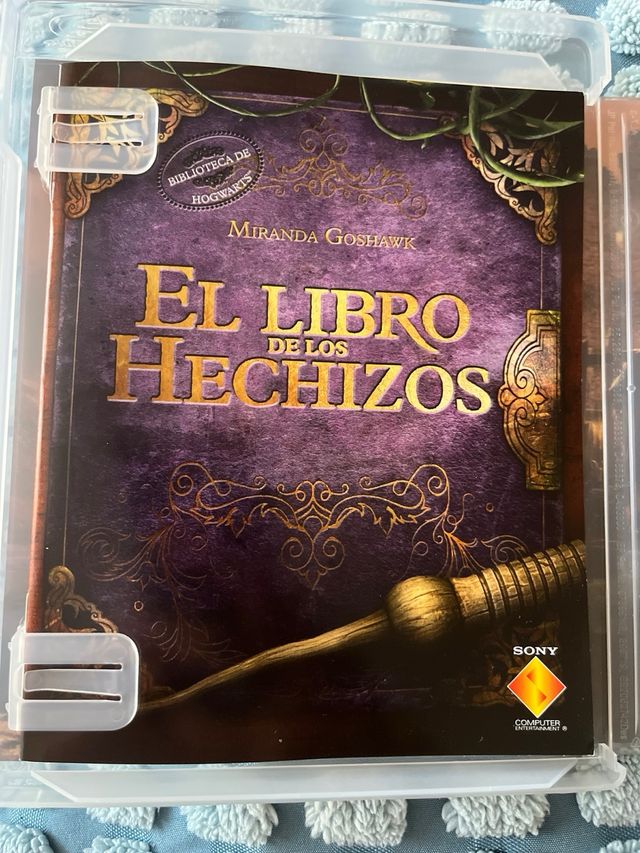 BIBLIOTECA DE
HOGWARTS
MIRANDA GOSHAWK
EL LIBRO
DE LOS
HECHIZOS
SONY
COMPUTER
ENTERTAINMENT